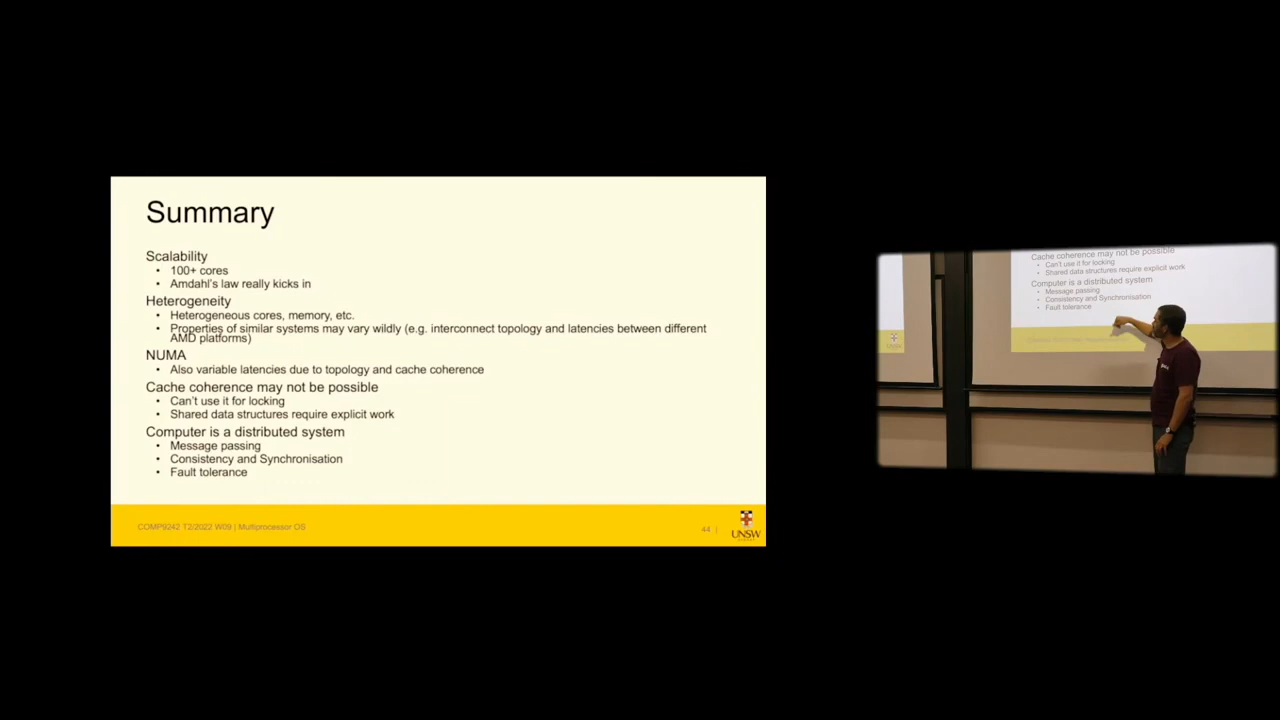 Summary
Scalability
• 100+ cores
• Amdahl's law really kicks in
Heterogeneity
• Heterogeneous cores, memory, etc.
• Properties of similar systems may vary wildly (e.g. interconnect topology and latencies between different
AMD platforms)
NUMA
• Also variable latencies due to topology and cache coherence
Cache coherence may not be possible
• Can't use it for locking
• Shared data structures require explicit work
Computer is a distributed system
• Message passing
• Consistency and Synchronisation
• Fault tolerance
COMP9242 T2/2022 W09 | Multiprocessor OS
44 |
UNSW
Cache coherence may not be possible
• Can't use it for locking
• Shared data structures require explicit work
Computer is a distributed system
• Message passing
• Consistency and Synchronisation
• Fault tolerance